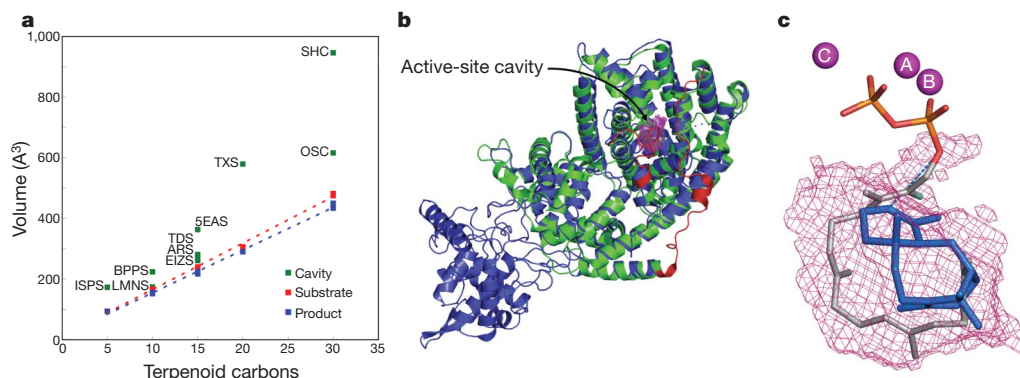 a
1,000
800
600
400
200
0
Volume (Å³)
0 5 10 15 20 25 30 35
Terpenoid carbons
SHC
OSC
TXS
5EAS
TDS
ARS
EIZS
BPPS
ISPS
LMNS
Cavity
Substrate
Product
b
Active-site cavity
c
C
A
B